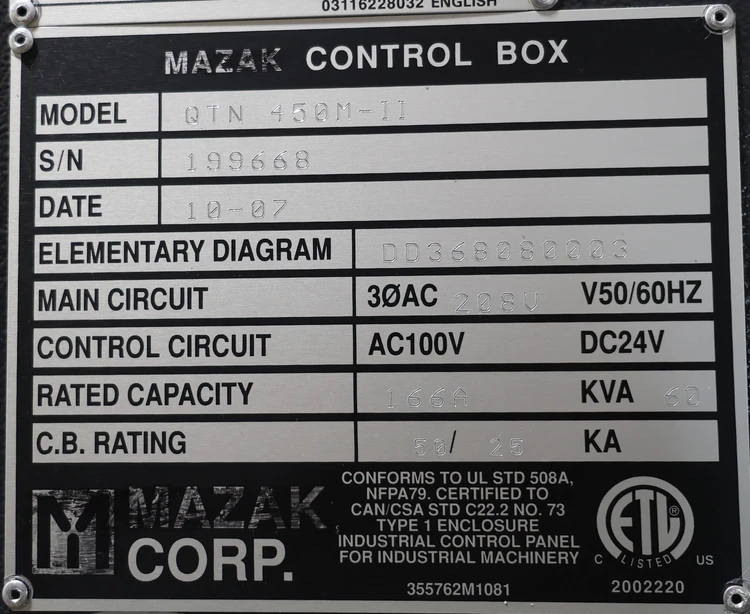 03116228032 ENGLISH
MAZAK CONTROL BOX
MODEL QTN 450M-II
S/N 199668
DATE 10-07
ELEMENTARY DIAGRAM DD368080003
MAIN CIRCUIT 3ØAC 208V V50/60HZ
CONTROL CIRCUIT AC100V DC24V
RATED CAPACITY 166A KVA 60
C.B. RATING 50/ 25 KA
CONFORMS TO UL STD 508A,
NFPA79. CERTIFIED TO
CAN/CSA STD C22.2 NO. 73
TYPE 1 ENCLOSURE
INDUSTRIAL CONTROL PANEL
FOR INDUSTRIAL MACHINERY
355762M1081
M MAZAK
CORP.
ETL
C LISTED US
2002220